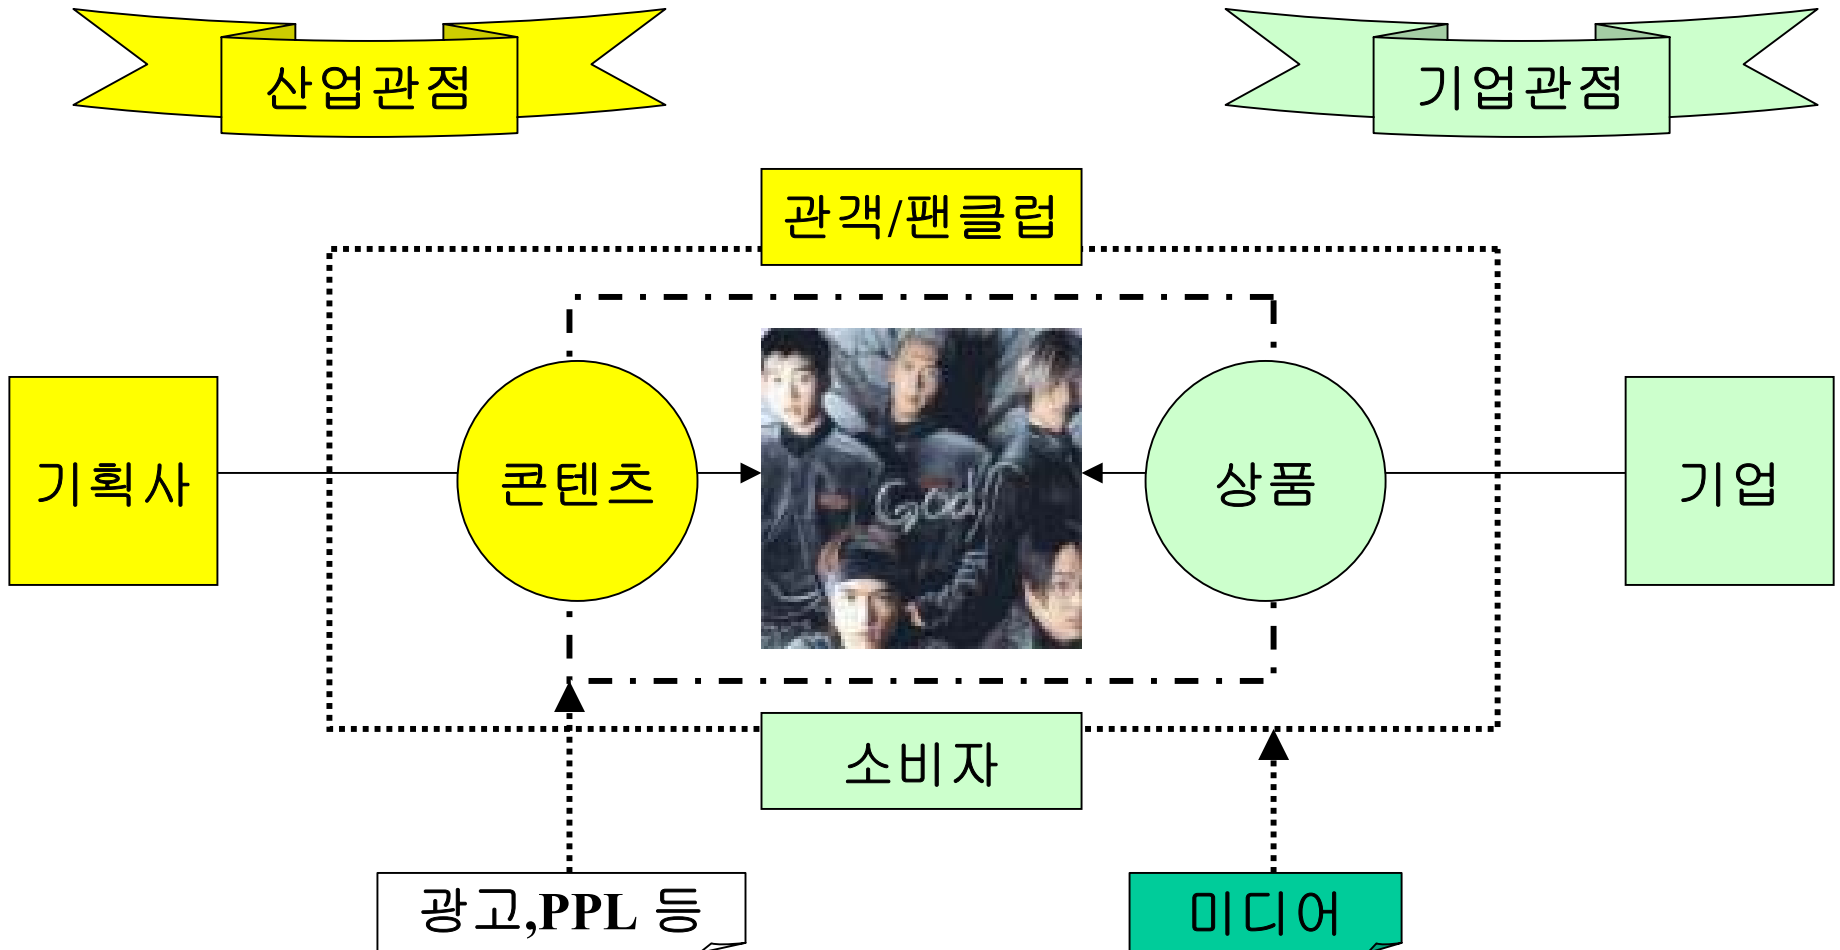 산업관점
기업관점
관객/팬클럽
기획사
콘텐츠
God
상품
기업
소비자
광고,PPL 등
미디어